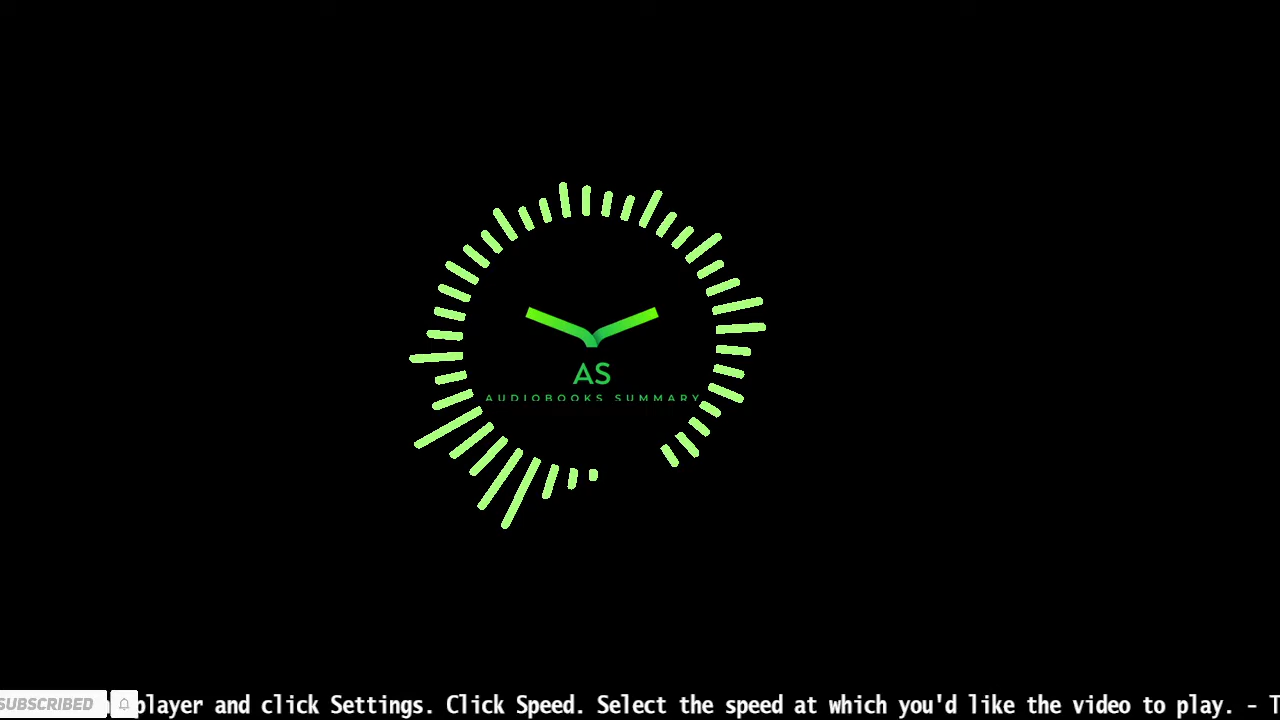 AS
AUDIOBOOKS SUMMARY
SUBSCRIBED player and click Settings. Click Speed. Select the speed at which you'd like the video to play. -